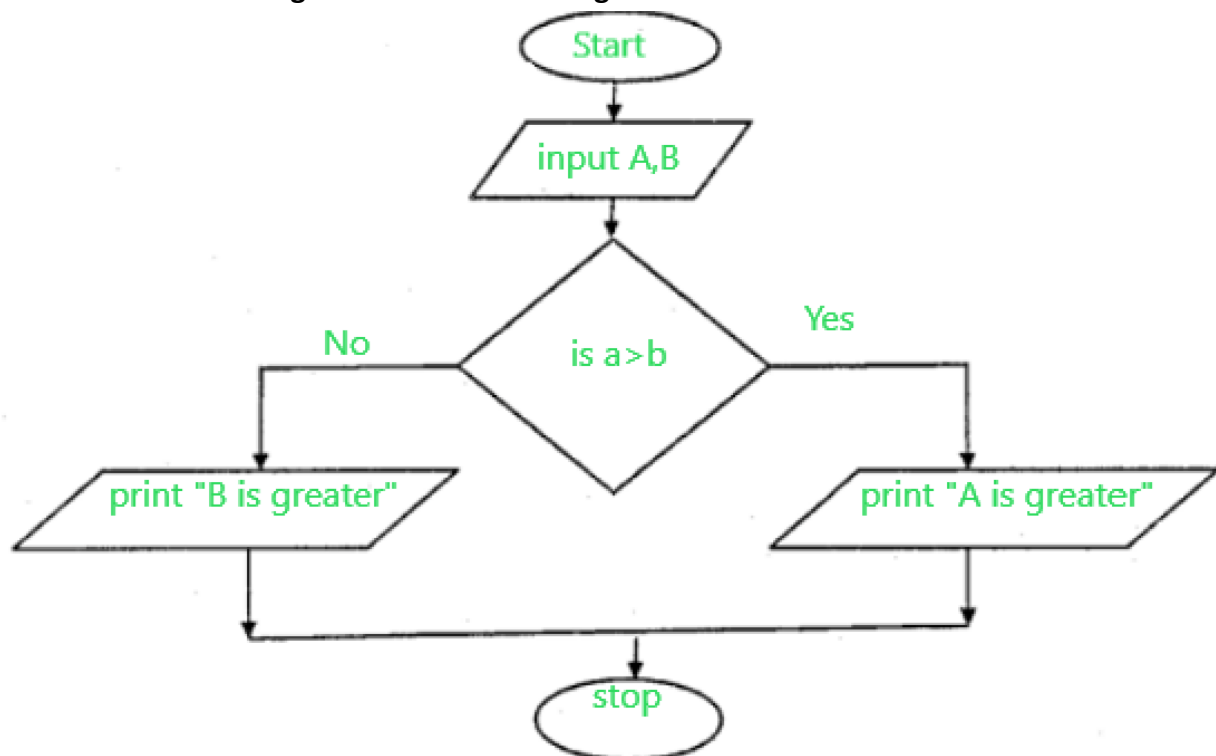 Start
input A,B
is a>b
No
Yes
print "B is greater"
print "A is greater"
stop